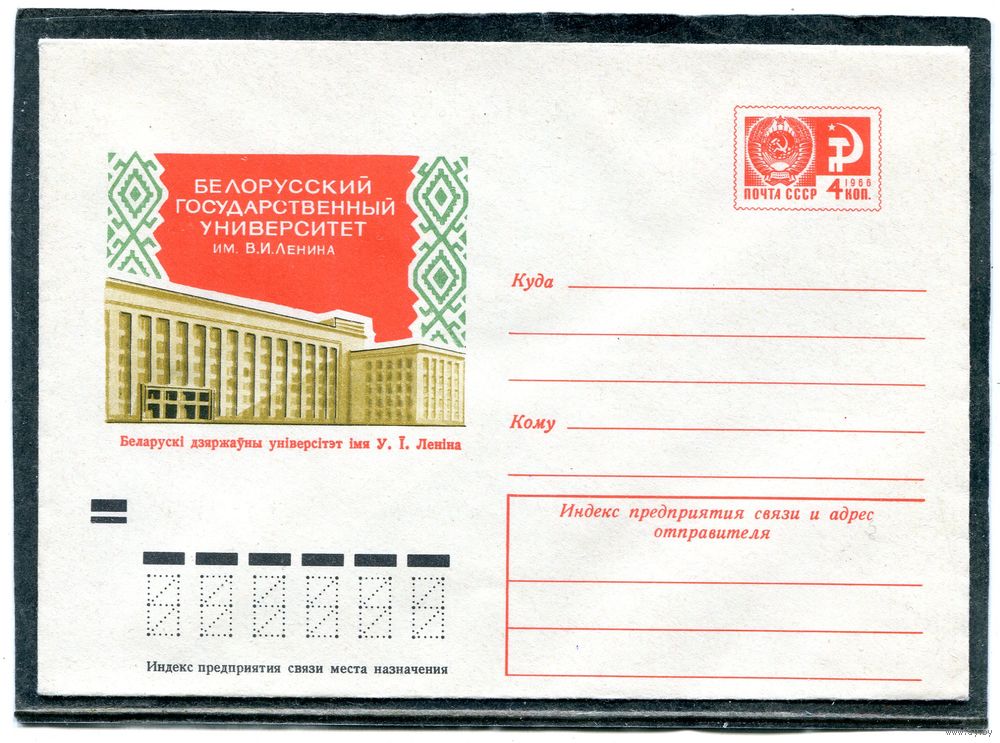 БЕЛОРУССКИЙ
ГОСУДАРСТВЕННЫЙ
УНИВЕРСИТЕТ
ИМ. В.И.ЛЕНИНА
Беларускі дзяржаўны універсітэт імя У. Ї. Леніна
1966
ПОЧТА СССР 4 КОП.
Куда
Кому
Индекс предприятия связи и адрес
отправителя
Индекс предприятия связи места назначения